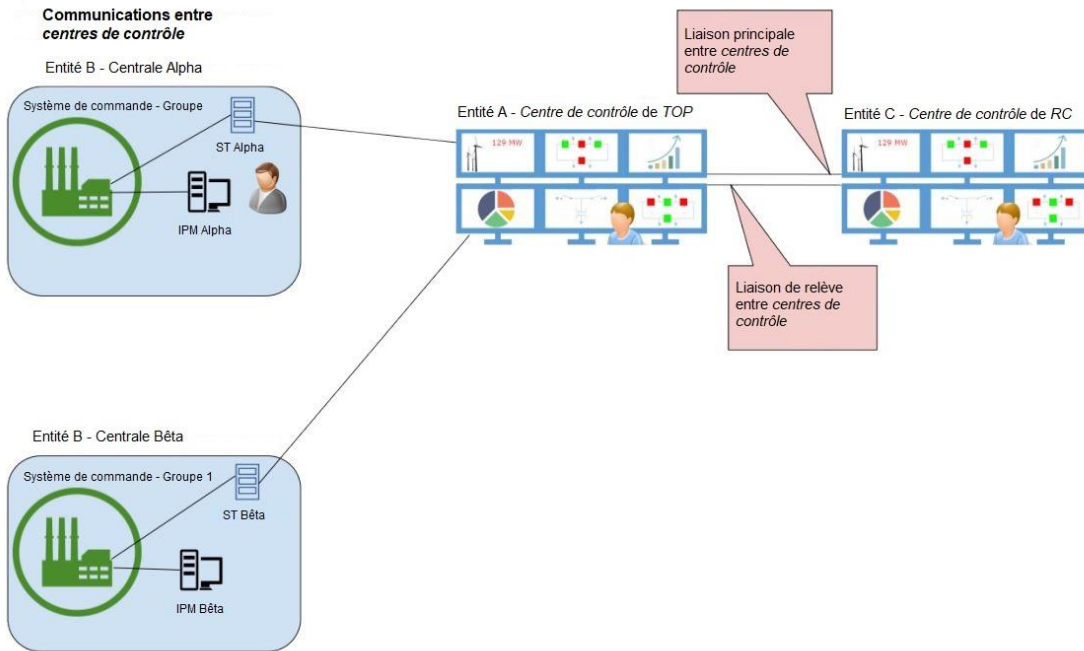 Communications entre
centres de contrôle
Entité B - Centrale Alpha
Système de commande - Groupe
ST Alpha
IPM Alpha
Entité A - Centre de contrôle de TOP
129 MW
Liaison principale
entre centres de
contrôle
Entité C - Centre de contrôle de RC
129 MW
Liaison de relève
entre centres de
contrôle
Entité B - Centrale Bêta
Système de commande - Groupe 1
ST Bêta
IPM Bêta